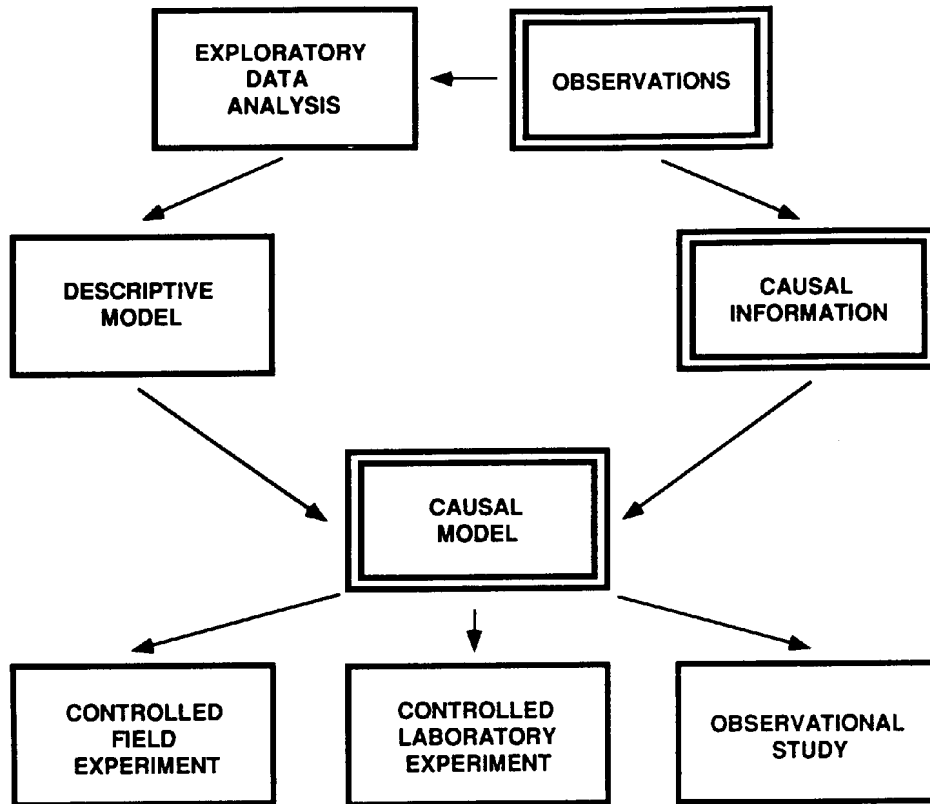 EXPLORATORY
DATA
ANALYSIS
OBSERVATIONS
DESCRIPTIVE
MODEL
CAUSAL
INFORMATION
CAUSAL
MODEL
CONTROLLED
FIELD
EXPERIMENT
CONTROLLED
LABORATORY
EXPERIMENT
OBSERVATIONAL
STUDY